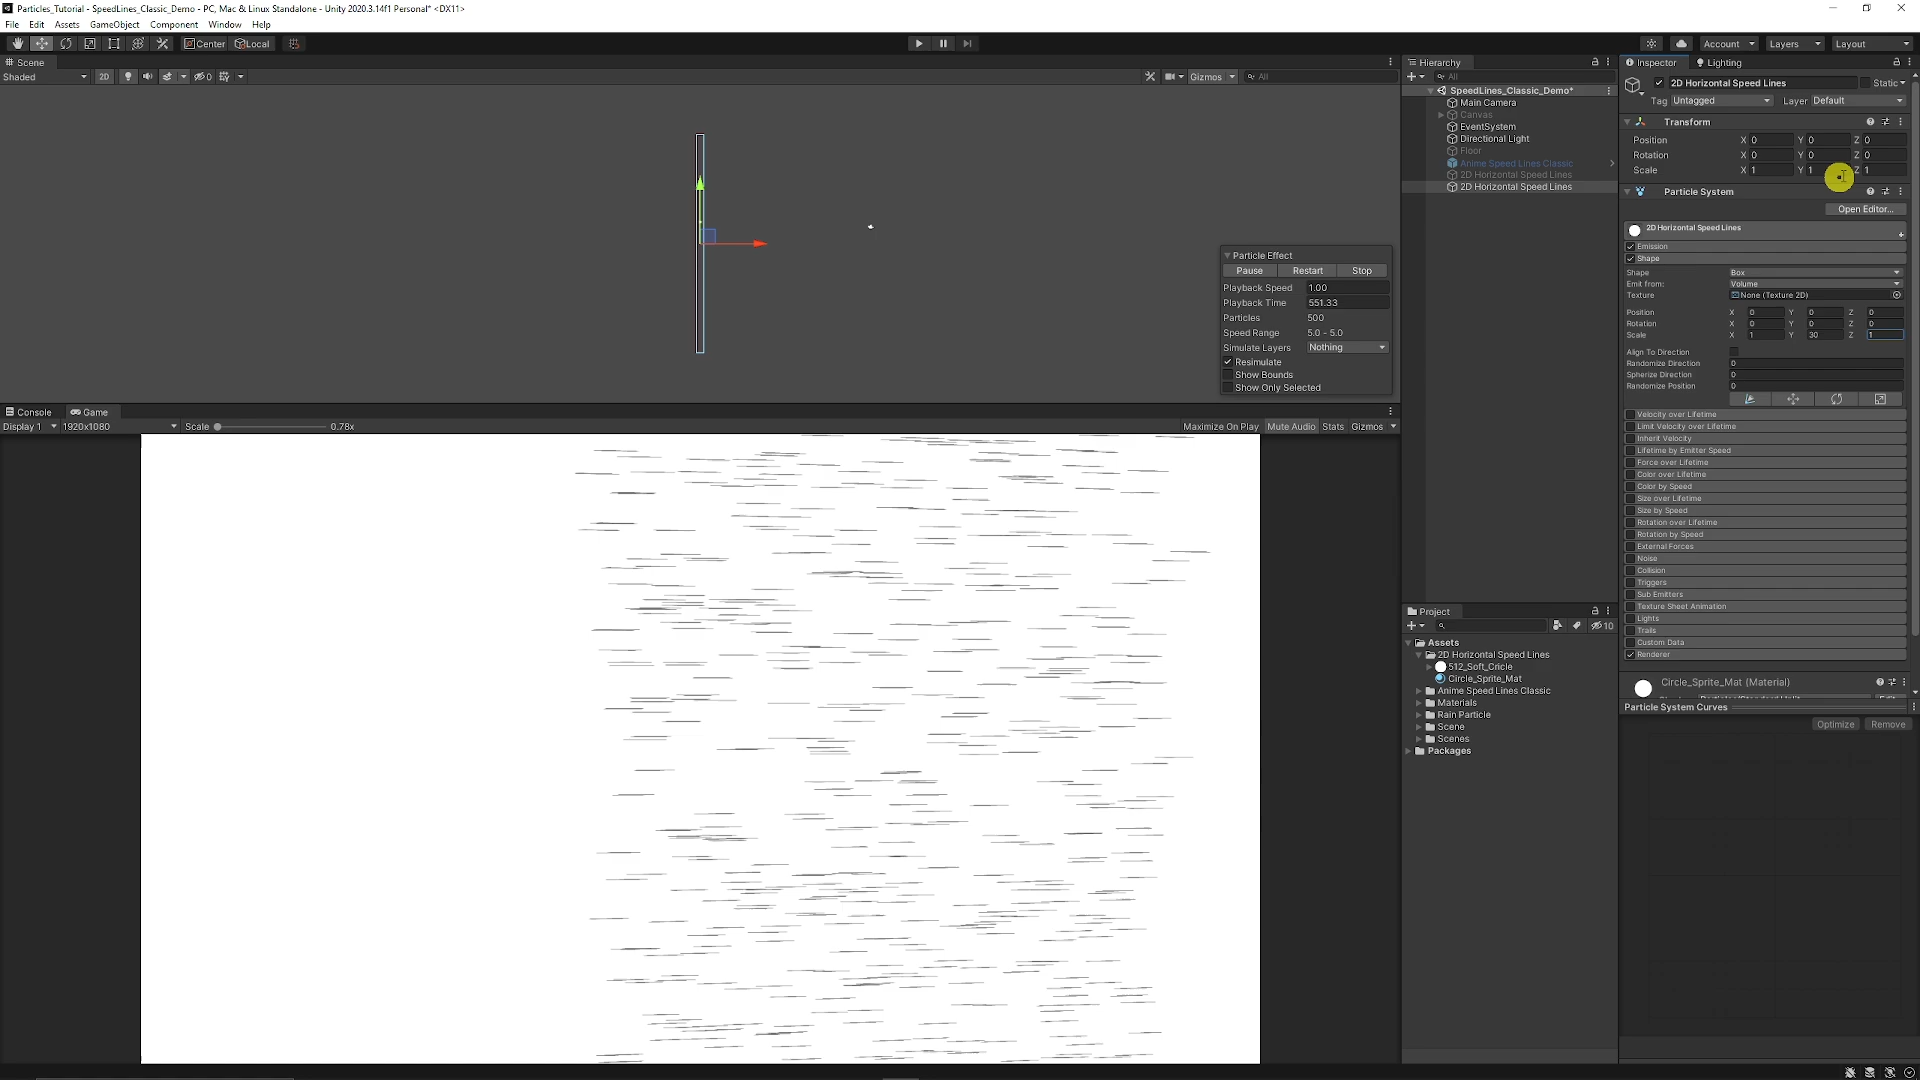 Particles_Tutorial - SpeedLines_Classic_Demo - PC, Mac & Linux Standalone - Unity 2020.3.14f1 Personal* <DX11>
File Edit Assets GameObject Component Window Help
Center Local
Account Layers Layout
Scene
Shaded 2D 0 Gizmos All
Particle Effect
Pause Restart Stop
Playback Speed 1.00
Playback Time 551.33
Particles 500
Speed Range 5.0 - 5.0
Simulate Layers Nothing
Resimulate
Show Bounds
Show Only Selected
Console Game
Display 1 1920x1080 Scale 0.78x Maximize On Play Mute Audio Stats Gizmos
Hierarchy
All
SpeedLines_Classic_Demo*
Main Camera
Canvas
EventSystem
Directional Light
Floor
Anime Speed Lines Classic
2D Horizontal Speed Lines
2D Horizontal Speed Lines
Project
10
Assets
2D Horizontal Speed Lines
512_Soft_Cricle
Circle_Sprite_Mat
Anime Speed Lines Classic
Materials
Rain Particle
Scene
Scenes
Packages
Inspector Lighting
2D Horizontal Speed Lines Static
Tag Untagged Layer Default
Transform
Position X 0 Y 0 Z 0
Rotation X 0 Y 0 Z 0
Scale X 1 Y 1 Z 1
Particle System
Open Editor...
2D Horizontal Speed Lines
Emission
Shape
Shape Box
Emit from: Volume
Texture None (Texture 2D)
Position X 0 Y 0 Z 0
Rotation X 0 Y 0 Z 0
Scale X 1 Y 30 Z 1
Align To Direction
Randomize Direction 0
Spherize Direction 0
Randomize Position 0
Velocity over Lifetime
Limit Velocity over Lifetime
Inherit Velocity
Lifetime by Emitter Speed
Force over Lifetime
Color over Lifetime
Color by Speed
Size over Lifetime
Size by Speed
Rotation over Lifetime
Rotation by Speed
External Forces
Noise
Collision
Triggers
Sub Emitters
Texture Sheet Animation
Lights
Trails
Custom Data
Renderer
Circle_Sprite_Mat (Material)
Particle System Curves
Optimize Remove